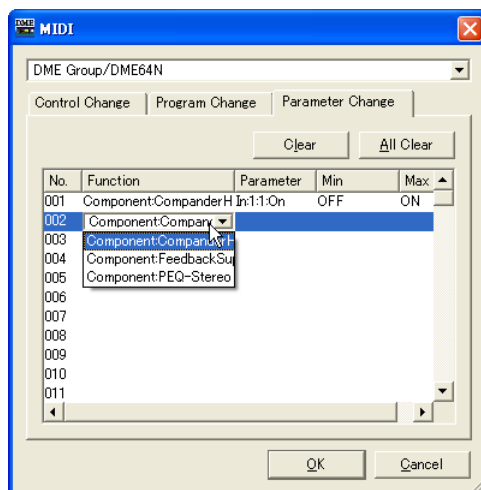 DME MIDI
DME Group/DME64N
Control Change Program Change Parameter Change
Clear All Clear
No. Function Parameter Min Max
001 Component:CompanderH In:1:1:On OFF ON
002 Component:Compan
003 Component:CompanderH
004 Component:FeedbackSup
005 Component:PEQ-Stereo
006
007
008
009
010
011
OK Cancel